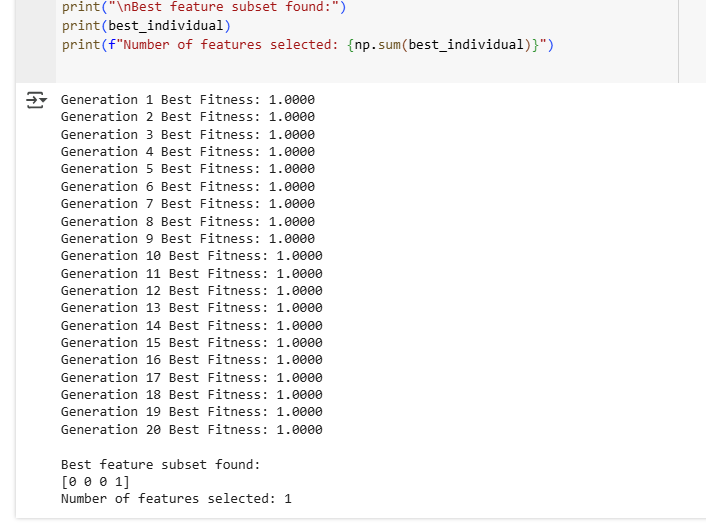 print("\nBest feature subset found:")
print(best_individual)
print(f"Number of features selected: {np.sum(best_individual)}")
Generation 1 Best Fitness: 1.0000
Generation 2 Best Fitness: 1.0000
Generation 3 Best Fitness: 1.0000
Generation 4 Best Fitness: 1.0000
Generation 5 Best Fitness: 1.0000
Generation 6 Best Fitness: 1.0000
Generation 7 Best Fitness: 1.0000
Generation 8 Best Fitness: 1.0000
Generation 9 Best Fitness: 1.0000
Generation 10 Best Fitness: 1.0000
Generation 11 Best Fitness: 1.0000
Generation 12 Best Fitness: 1.0000
Generation 13 Best Fitness: 1.0000
Generation 14 Best Fitness: 1.0000
Generation 15 Best Fitness: 1.0000
Generation 16 Best Fitness: 1.0000
Generation 17 Best Fitness: 1.0000
Generation 18 Best Fitness: 1.0000
Generation 19 Best Fitness: 1.0000
Generation 20 Best Fitness: 1.0000
Best feature subset found:
[0 0 0 1]
Number of features selected: 1